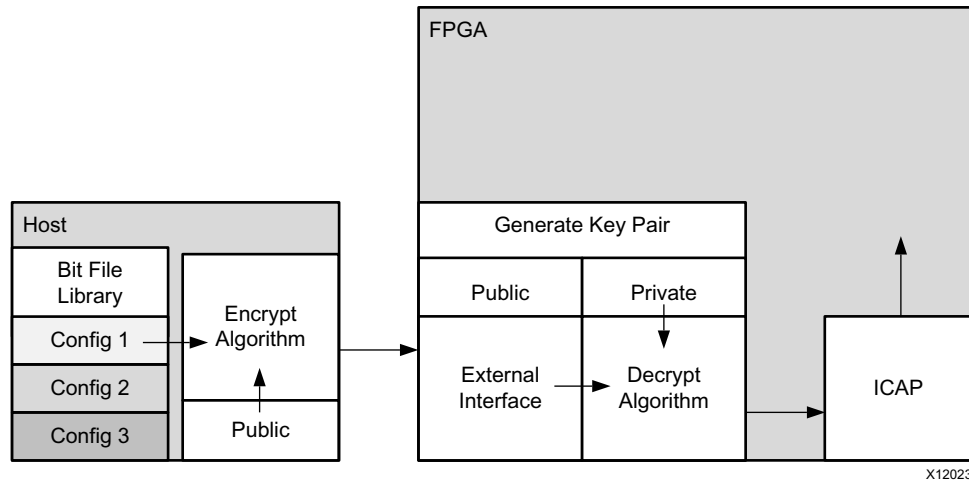 FPGA
Host
Bit File
Library
Config 1
Config 2
Config 3
Encrypt
Algorithm
Public
Generate Key Pair
Public
Private
External
Interface
Decrypt
Algorithm
ICAP
X12023